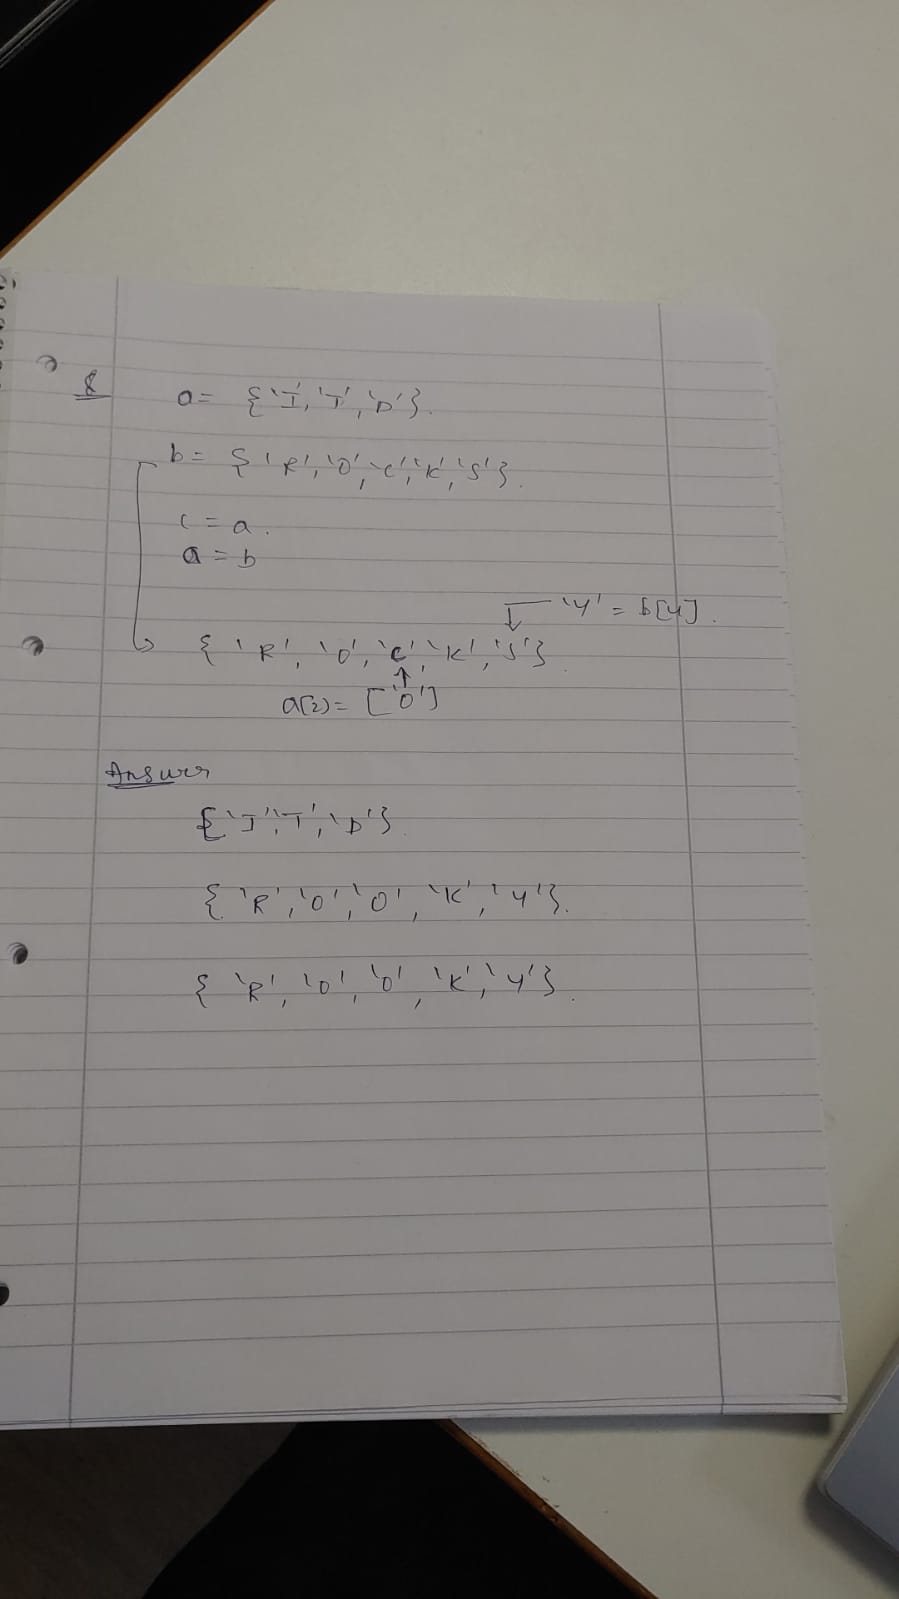 8
a = {'I', 'T', 'D'}.
b = {'R', 'O', 'C', 'K', 'S'}.
c = a.
a = b
'Y' = b[4].
{'R', 'O', 'C', 'K', 'S'}
a[2] = ['O']
Answer
{'I', 'T', 'D'}
{'R', 'O', 'O', 'K', 'Y'}.
{'R', 'O', 'O', 'K', 'Y'}.